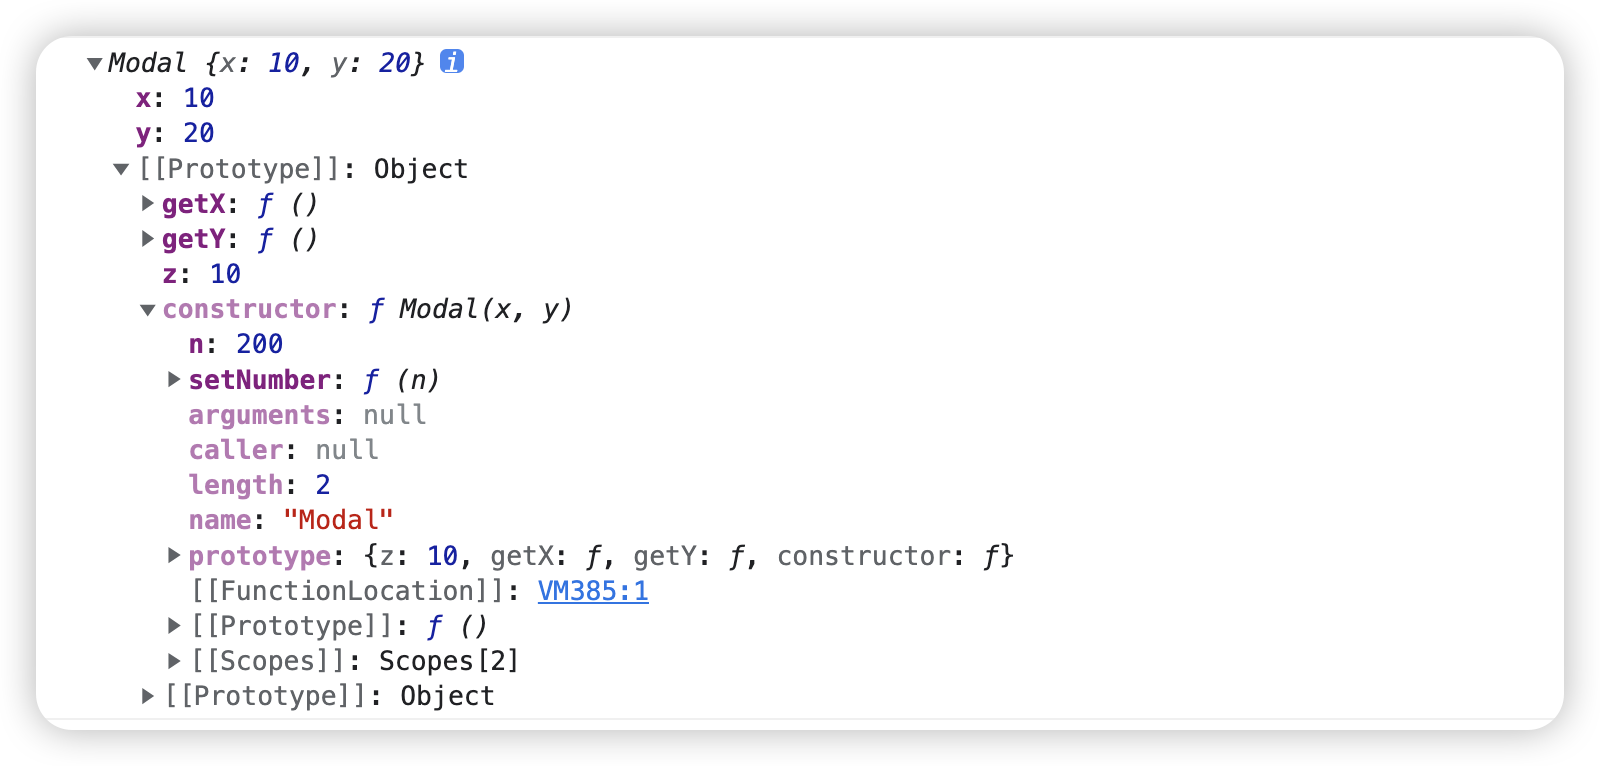 Modal {x: 10, y: 20} i
x: 10
y: 20
[[Prototype]]: Object
getX: ƒ ()
getY: ƒ ()
z: 10
constructor: ƒ Modal(x, y)
n: 200
setNumber: ƒ (n)
arguments: null
caller: null
length: 2
name: "Modal"
prototype: {z: 10, getX: ƒ, getY: ƒ, constructor: ƒ}
[[FunctionLocation]]: VM385:1
[[Prototype]]: ƒ ()
[[Scopes]]: Scopes[2]
[[Prototype]]: Object